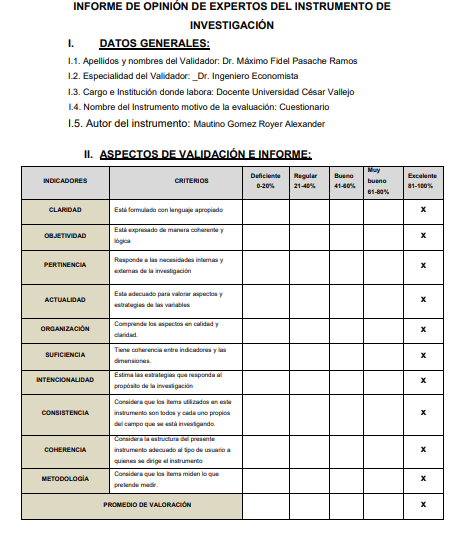 INFORME DE OPINIÓN DE EXPERTOS DEL INSTRUMENTO DE
INVESTIGACIÓN
I. DATOS GENERALES:
I.1. Apellidos y nombres del Validador: Dr. Máximo Fidel Pasache Ramos
I.2. Especialidad del Validador: _Dr. Ingeniero Economista
I.3. Cargo e Institución donde labora: Docente Universidad César Vallejo
I.4. Nombre del Instrumento motivo de la evaluación: Cuestionario
I.5. Autor del instrumento: Mautino Gomez Royer Alexander
II. ASPECTOS DE VALIDACIÓN E INFORME:
INDICADORES CRITERIOS Deficiente Regular Bueno Muy Excelente
0-20% 21-40% 41-60% bueno 81-100%
61-80%
CLARIDAD Está formulado con lenguaje apropiado X
OBJETIVIDAD Está expresado de manera coherente y X
lógica
PERTINENCIA Responde a las necesidades internas y X
externas de la investigación
ACTUALIDAD Esta adecuado para valorar aspectos y X
estrategias de las variables
ORGANIZACIÓN Comprende los aspectos en calidad y X
claridad.
SUFICIENCIA Tiene coherencia entre indicadores y las X
dimensiones.
INTENCIONALIDAD Estima las estrategias que responda al X
propósito de la investigación
CONSISTENCIA Considera que los ítems utilizados en este X
instrumento son todos y cada uno propios
del campo que se está investigando.
COHERENCIA Considera la estructura del presente X
instrumento adecuado al tipo de usuario a
quienes se dirige el instrumento
METODOLOGÍA Considera que los ítems miden lo que X
pretende medir.
PROMEDIO DE VALORACIÓN X